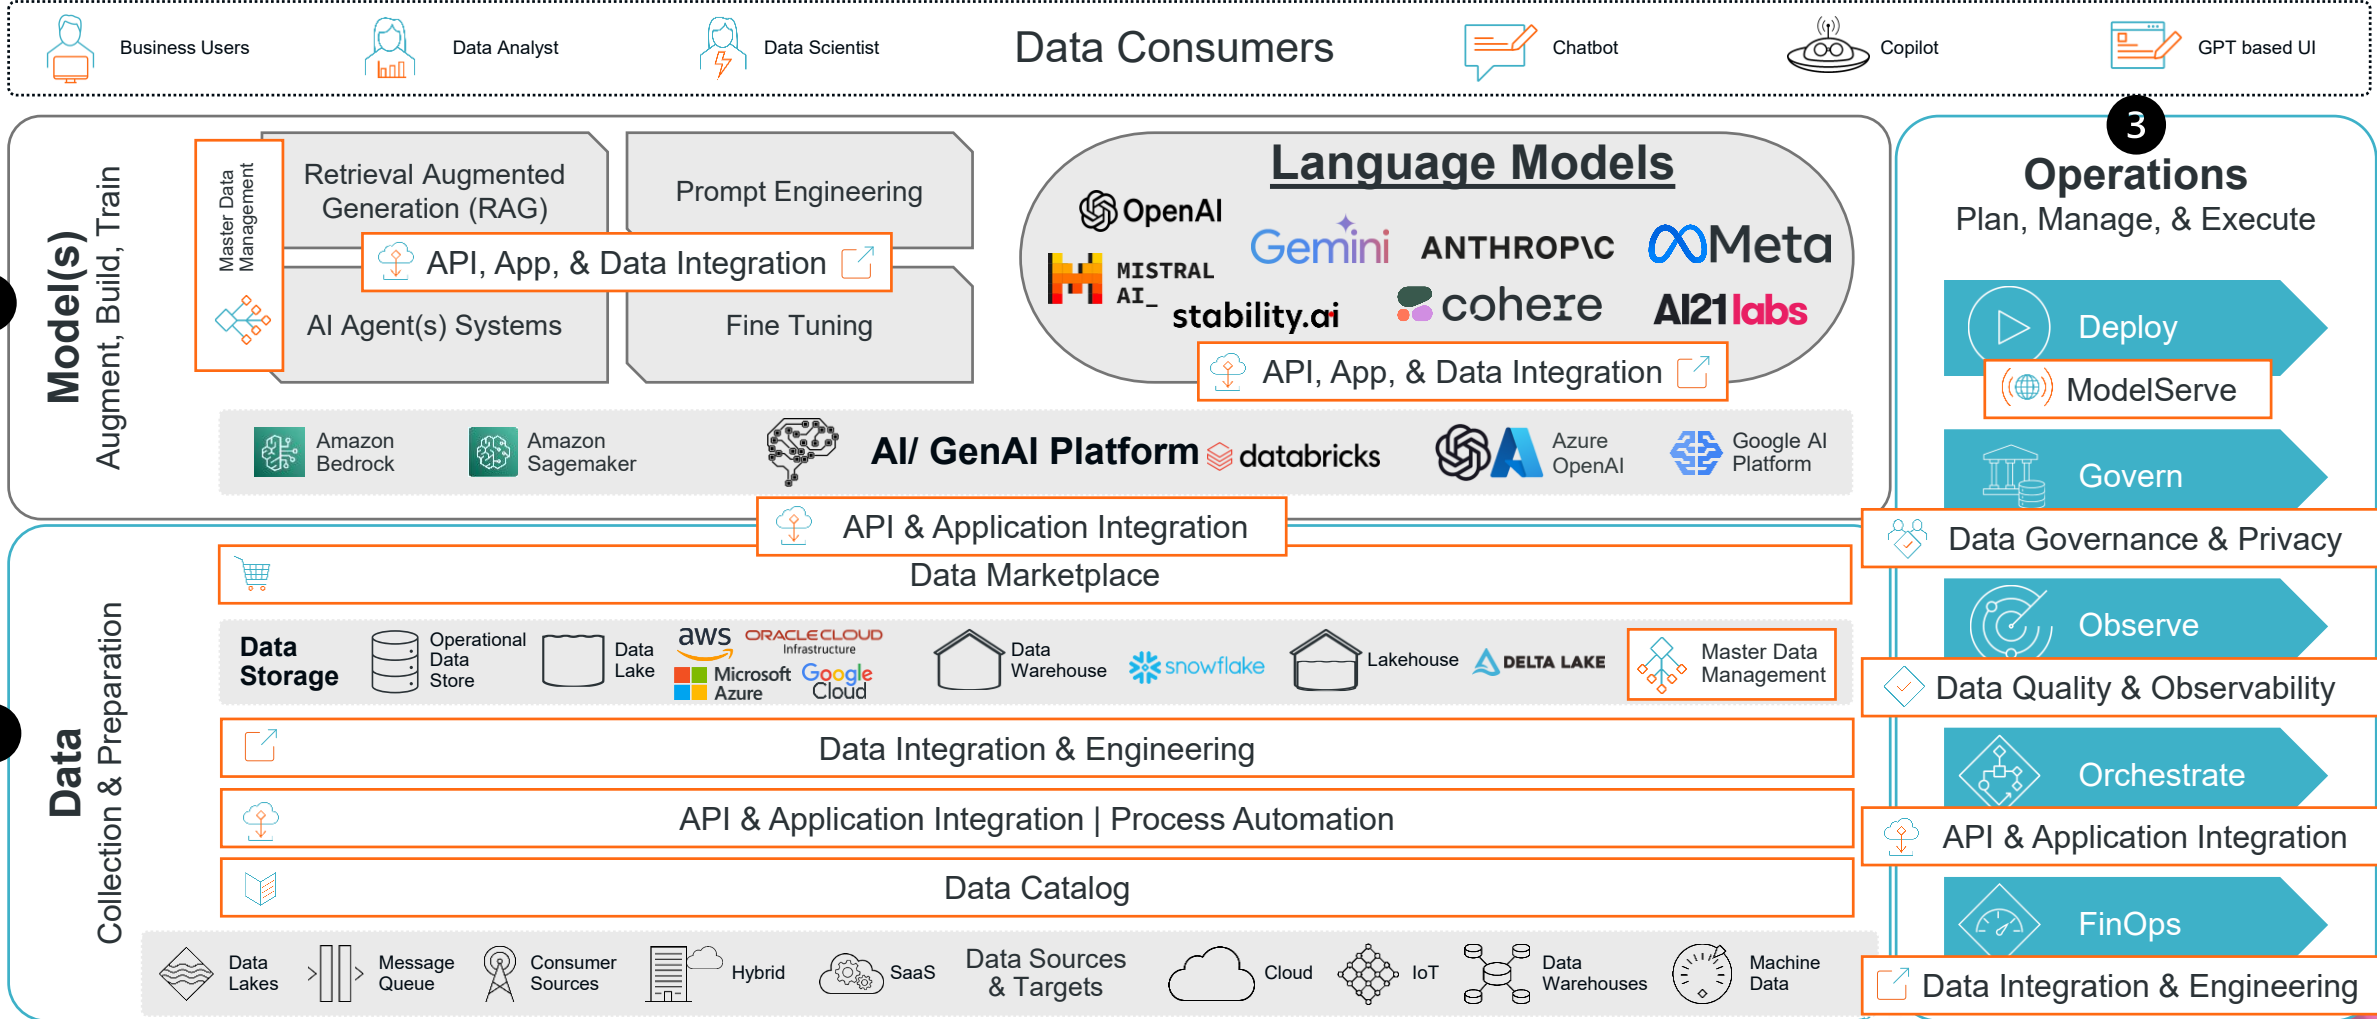 Business Users
Data Analyst
Data Scientist
Data Consumers
Chatbot
Copilot
GPT based UI
Model(s)
Augment, Build, Train
Master Data
Management
Retrieval Augmented
Generation (RAG)
Prompt Engineering
API, App, & Data Integration
AI Agent(s) Systems
Fine Tuning
Language Models
OpenAI
Gemini
ANTHROP\C
Meta
MISTRAL
AI_
stability.ai
cohere
AI21labs
API, App, & Data Integration
Amazon
Bedrock
Amazon
Sagemaker
AI/ GenAI Platform
databricks
Azure
OpenAI
Google AI
Platform
API & Application Integration
Data
Collection & Preparation
Data Marketplace
Data
Storage
Operational
Data
Store
Data
Lake
aws
ORACLE CLOUD
Infrastructure
Microsoft
Azure
Google
Cloud
Data
Warehouse
snowflake
Lakehouse
DELTA LAKE
Master Data
Management
Data Integration & Engineering
API & Application Integration | Process Automation
Data Catalog
Data
Lakes
Message
Queue
Consumer
Sources
Hybrid
SaaS
Data Sources
& Targets
Cloud
IoT
Data
Warehouses
Machine
Data
3
Operations
Plan, Manage, & Execute
Deploy
ModelServe
Govern
Data Governance & Privacy
Observe
Data Quality & Observability
Orchestrate
API & Application Integration
FinOps
Data Integration & Engineering